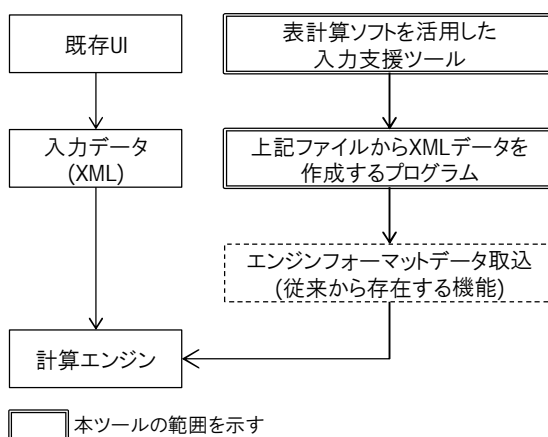 既存UI
表計算ソフトを活用した
入力支援ツール
入力データ
(XML)
上記ファイルからXMLデータを
作成するプログラム
エンジンフォーマットデータ取込
(従来から存在する機能)
計算エンジン
本ツールの範囲を示す